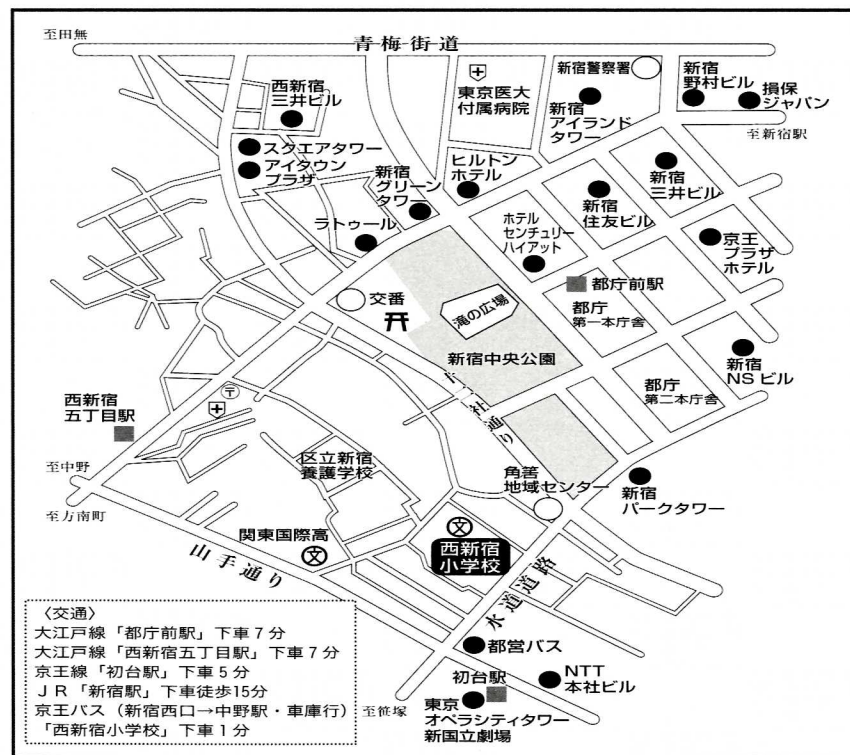 至田無
青梅街道
西新宿
三井ビル
東京医大
付属病院
新宿警察署
新宿
アイランド
タワー
新宿
野村ビル
損保
ジャパン
至新宿駅
スクエアタワー
アイタウン
プラザ
新宿
グリーン
タワー
ヒルトン
ホテル
ラトゥール
ホテル
センチュリー
ハイアット
新宿
住友ビル
新宿
三井ビル
京王
プラザ
ホテル
都庁前駅
交番
滝の広場
都庁
第一本庁舎
新宿中央公園
新宿
NSビル
都庁
第二本庁舎
十二社通り
西新宿
五丁目駅
〒
至中野
至方南町
区立新宿
養護学校
角筈
地域センター
新宿
パークタワー
関東国際高
文
文
西新宿
小学校
山手通り
水道道路
都営バス
初台駅
NTT
本社ビル
至笹塚
東京
オペラシティタワー
新国立劇場
〈交通〉
大江戸線「都庁前駅」下車7分
大江戸線「西新宿五丁目駅」下車7分
京王線「初台駅」下車5分
JR「新宿駅」下車徒歩15分
京王バス（新宿西口→中野駅・車庫行）
「西新宿小学校」下車1分